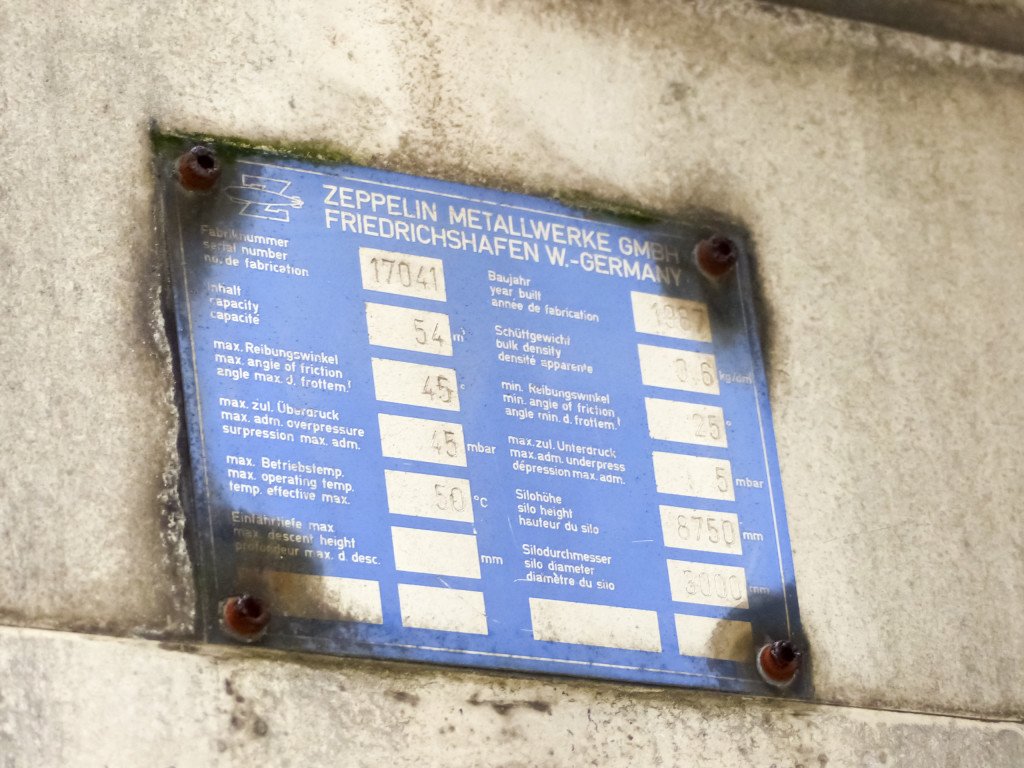 ZEPPELIN METALLWERKE GMBH
FRIEDRICHSHAFEN W.-GERMANY
Fabriknummer
serial number
no. de fabrication
17041
Inhalt
capacity
capacité
54 m³
max. Reibungswinkel
max. angle of friction
angle max. d. frottem.t
45 °
max. zul. Überdruck
max. adm. overpressure
surpression max. adm.
45 mbar
max. Betriebstemp.
max. operating temp.
temp. effective max.
50 °C
Einfahrtiefe max.
max. descent height
profondeur max. d. desc.
mm
Baujahr
year built
année de fabrication
Schüttgewicht
bulk density
densité apparente
0.6 kg/dm³
min. Reibungswinkel
min. angle of friction
angle min. d. frottem.t
25 °
max. zul. Unterdruck
max. adm. underpress
dépression max. adm.
5 mbar
Silohöhe
silo height
hauteur du silo
8750 mm
Silodurchmesser
silo diameter
diamètre du silo
3000 mm